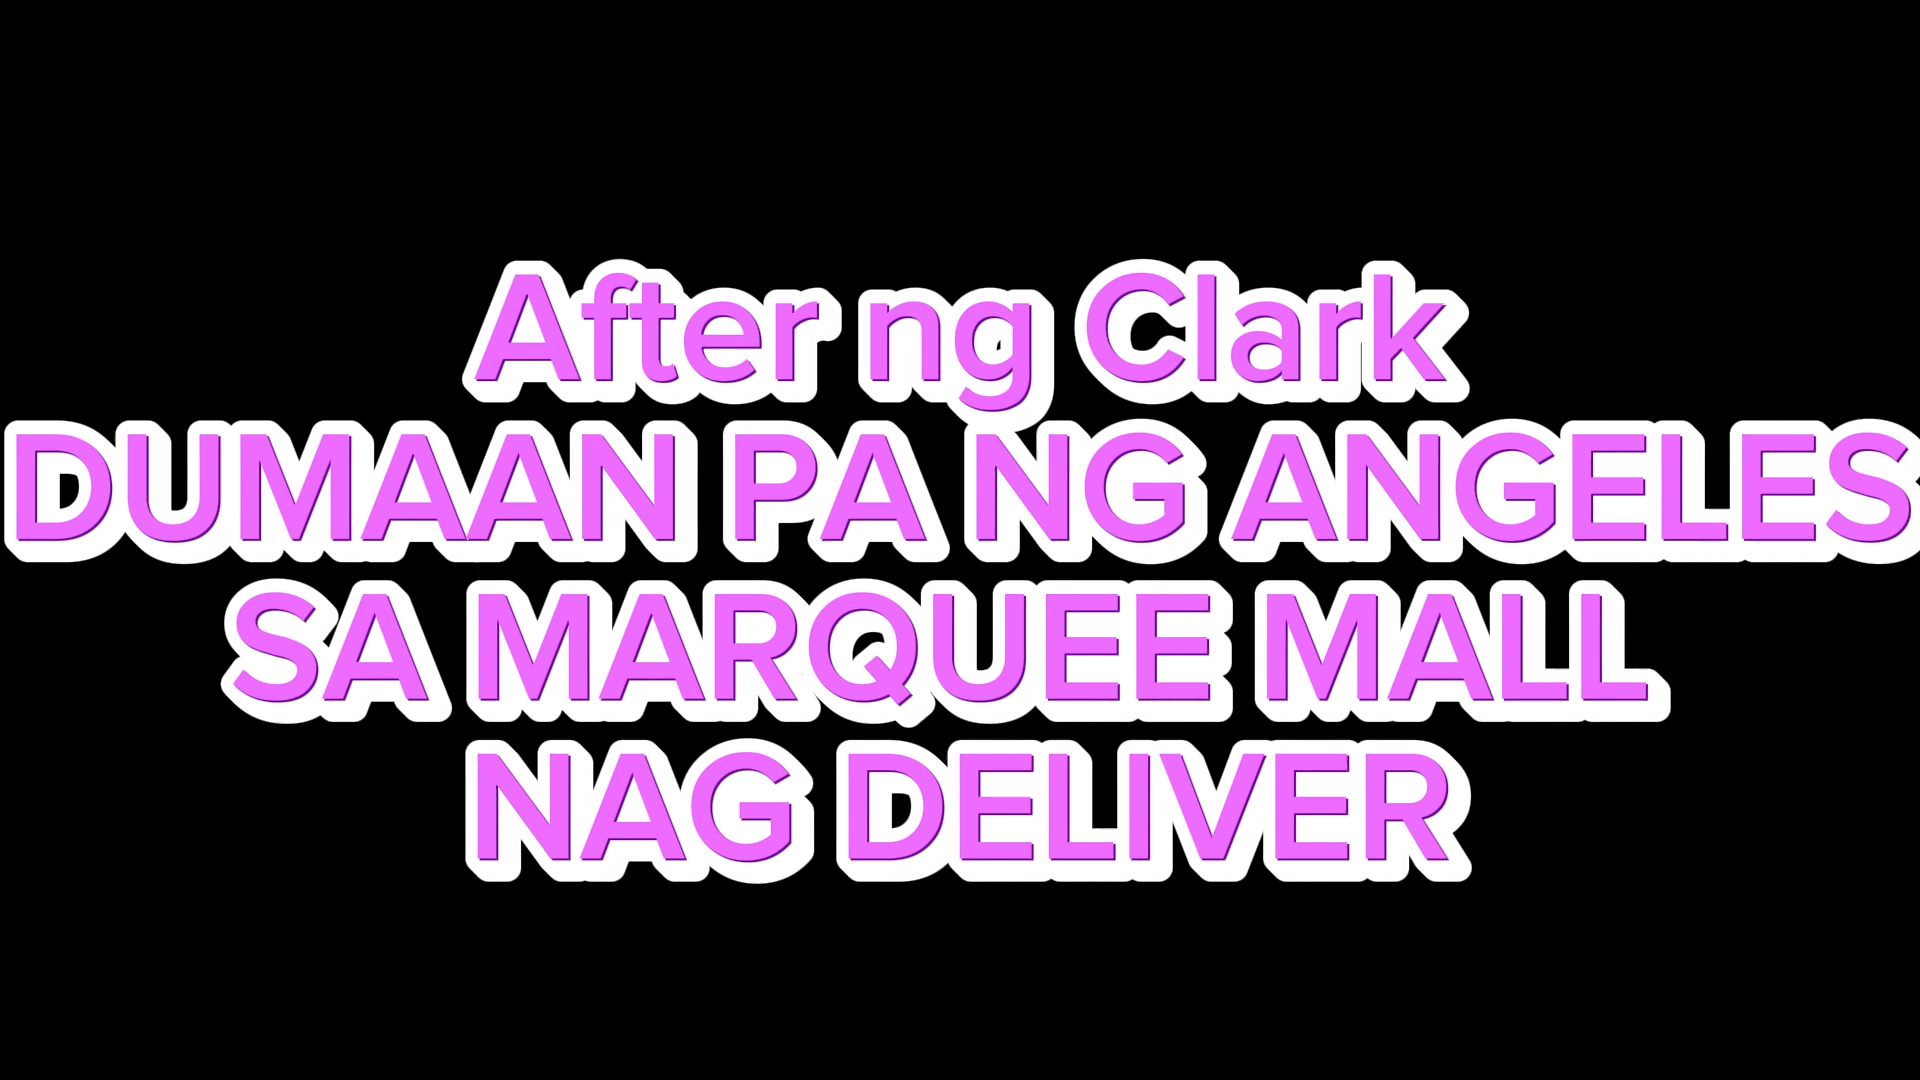 After ng Clark
DUMAAN PA NG ANGELES
SA MARQUEE MALL
NAG DELIVER